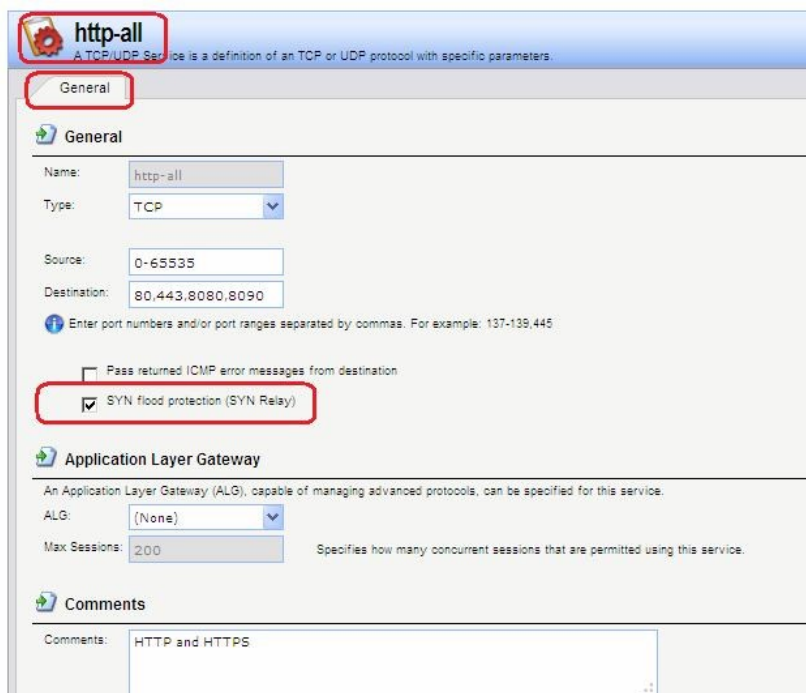 http-all
A TCP/UDP Service is a definition of an TCP or UDP protocol with specific parameters.
General
General
Name: http-all
Type: TCP
Source: 0-65535
Destination: 80,443,8080,8090
Enter port numbers and/or port ranges separated by commas. For example: 137-139,445
Pass returned ICMP error messages from destination
SYN flood protection (SYN Relay)
Application Layer Gateway
An Application Layer Gateway (ALG), capable of managing advanced protocols, can be specified for this service.
ALG: (None)
Max Sessions: 200 Specifies how many concurrent sessions that are permitted using this service.
Comments
Comments: HTTP and HTTPS